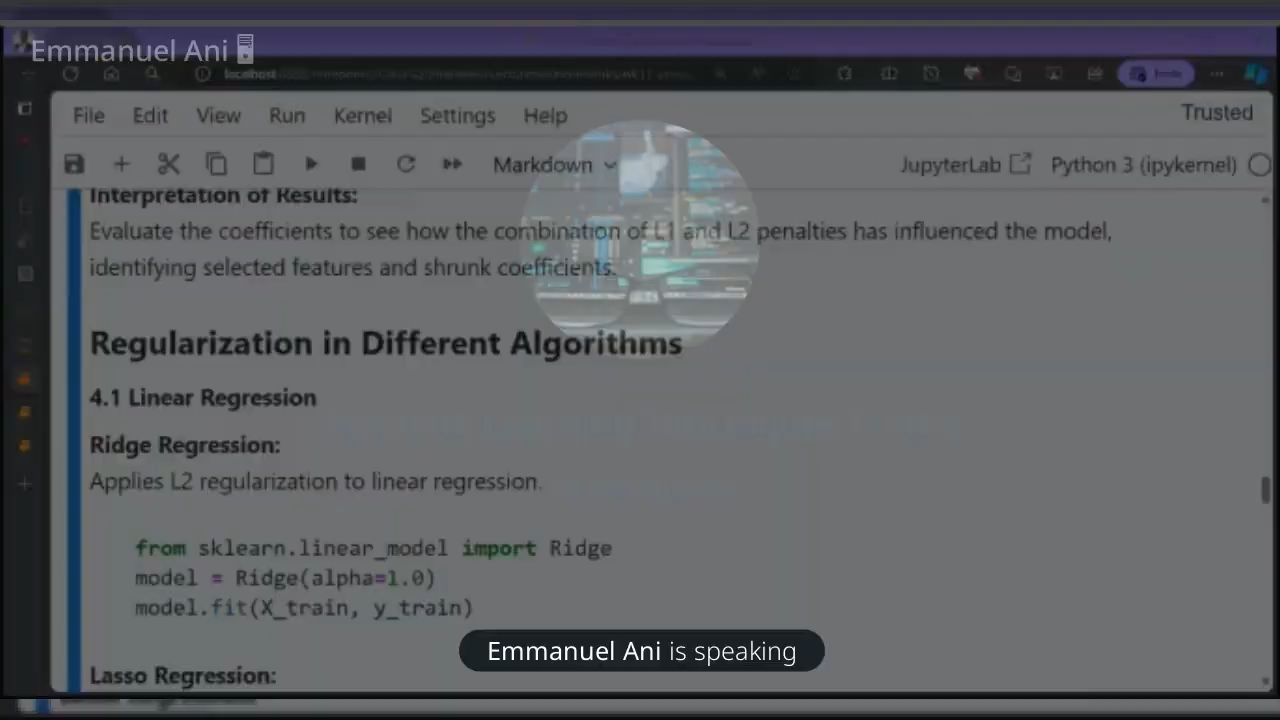 Emmanuel Ani
localhost
File Edit View Run Kernel Settings Help Trusted
Markdown JupyterLab Python 3 (ipykernel)
Interpretation of Results:
Evaluate the coefficients to see how the combination of L1 and L2 penalties has influenced the model,
identifying selected features and shrunk coefficients.
Regularization in Different Algorithms
4.1 Linear Regression
Ridge Regression:
Applies L2 regularization to linear regression.
from sklearn.linear_model import Ridge
model = Ridge(alpha=1.0)
model.fit(X_train, y_train)
Emmanuel Ani is speaking
Lasso Regression: